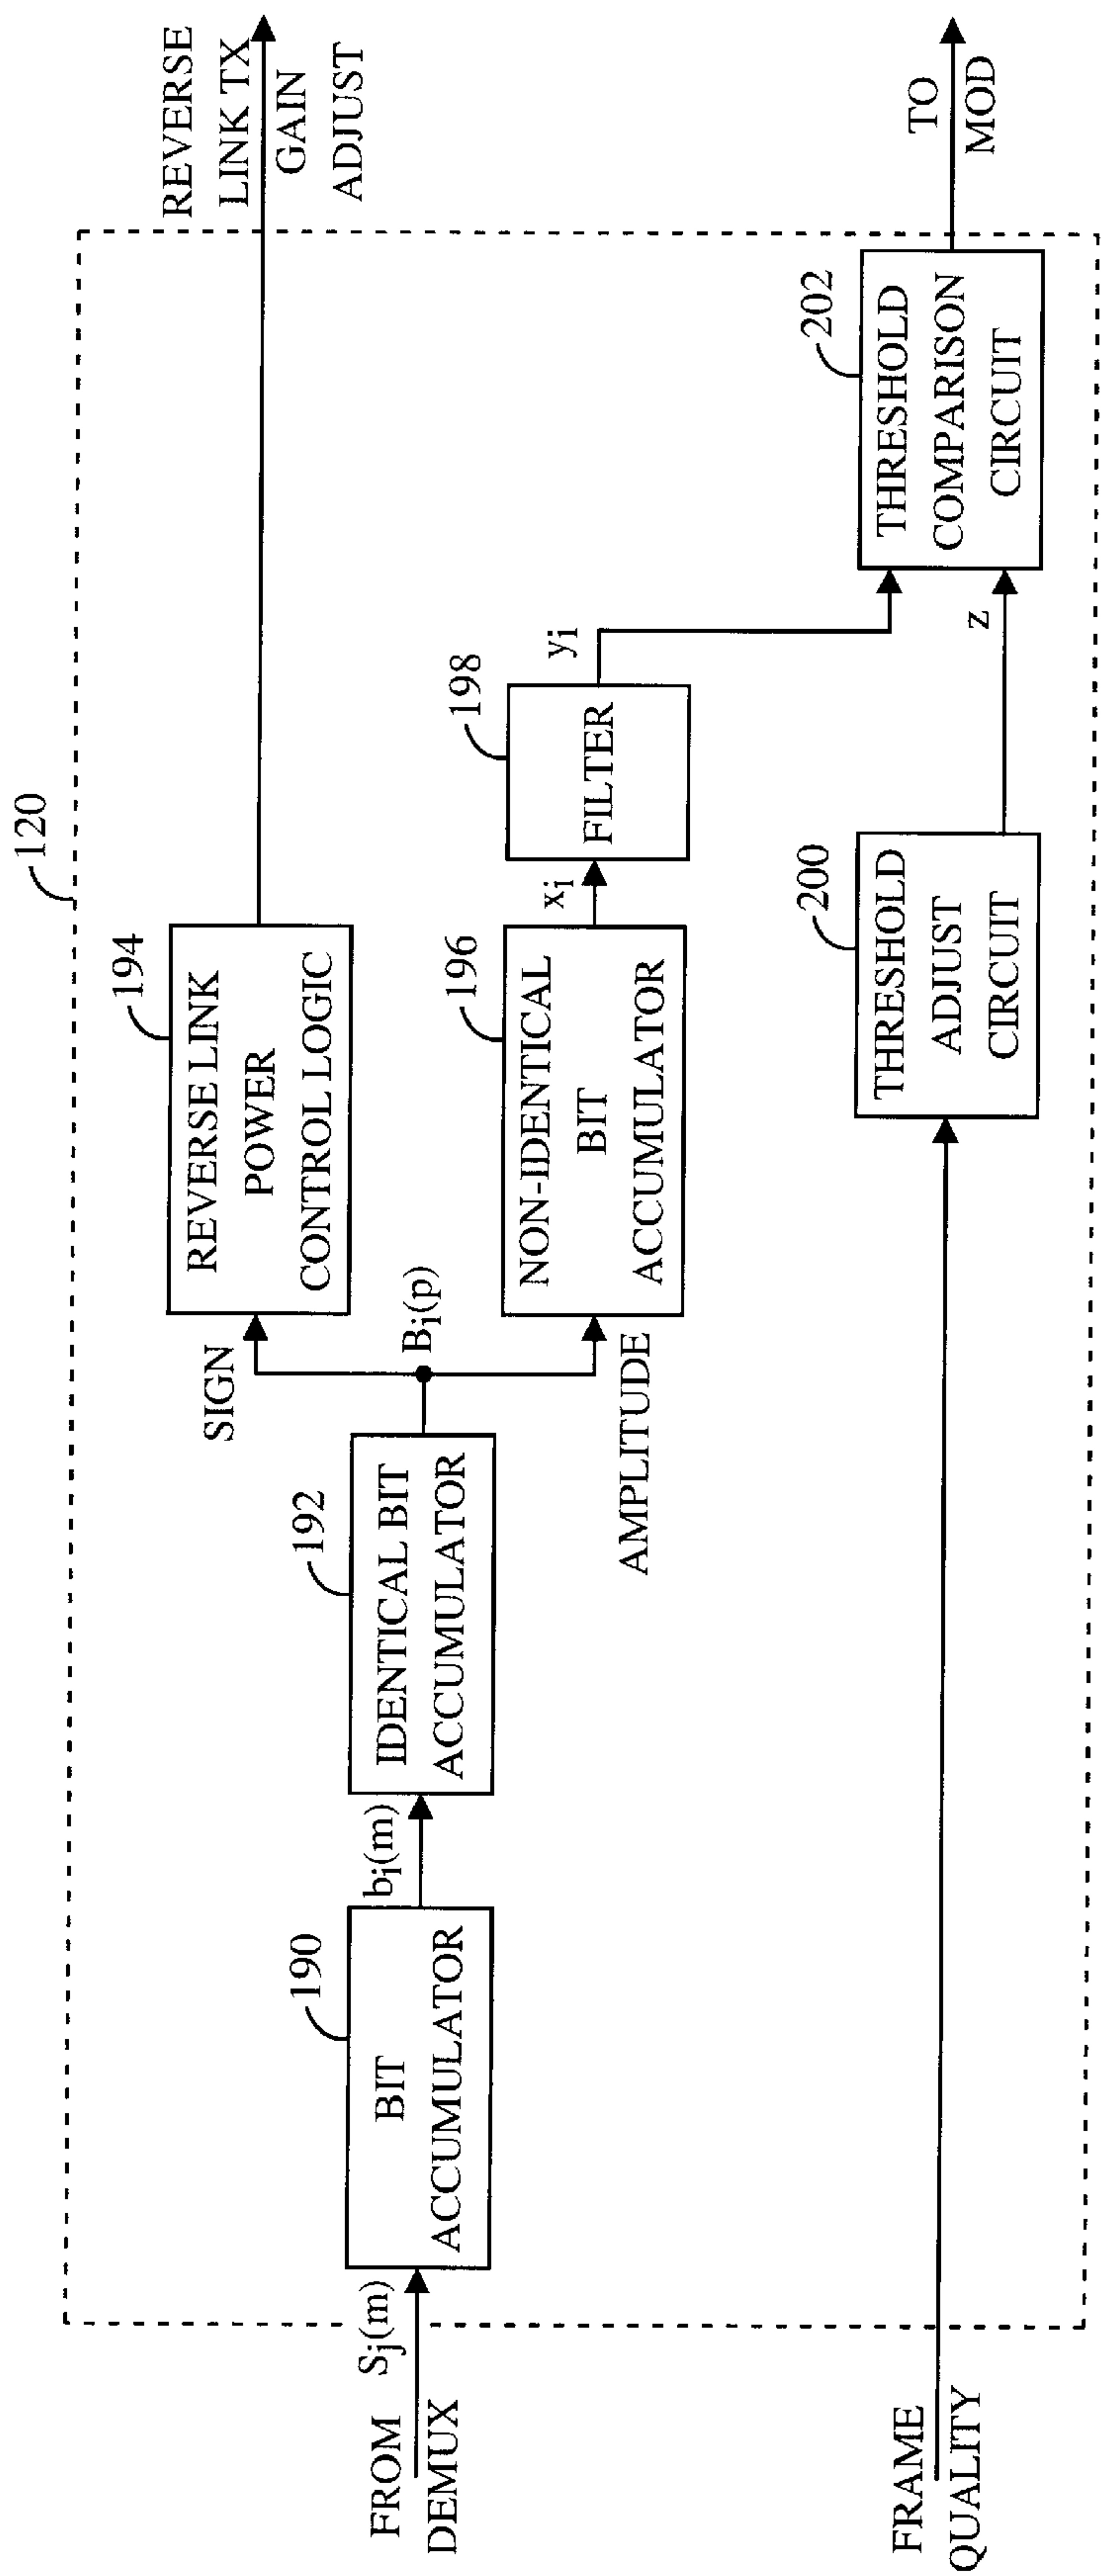 120
194
REVERSE LINK
POWER
CONTROL LOGIC
REVERSE
LINK TX
GAIN
ADJUST
SIGN
Bi(p)
AMPLITUDE
FROM
DEMUX
Sj(m)
190
BIT
ACCUMULATOR
bi(m)
192
IDENTICAL BIT
ACCUMULATOR
196
NON-IDENTICAL
BIT
ACCUMULATOR
xi
198
FILTER
yi
FRAME
QUALITY
200
THRESHOLD
ADJUST
CIRCUIT
z
202
THRESHOLD
COMPARISON
CIRCUIT
TO
MOD